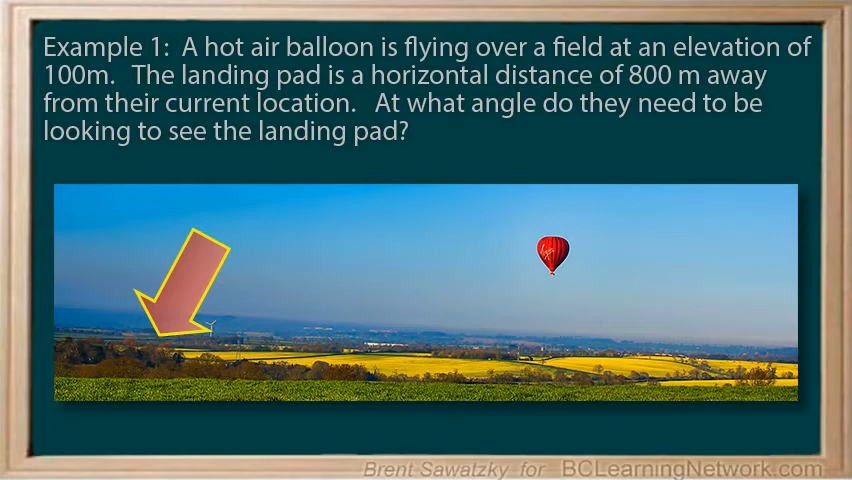 Example 1:  A hot air balloon is flying over a field at an elevation of
100m.   The landing pad is a horizontal distance of 800 m away
from their current location.   At what angle do they need to be
looking to see the landing pad?
Brent Sawatzky for BCLearningNetwork.com